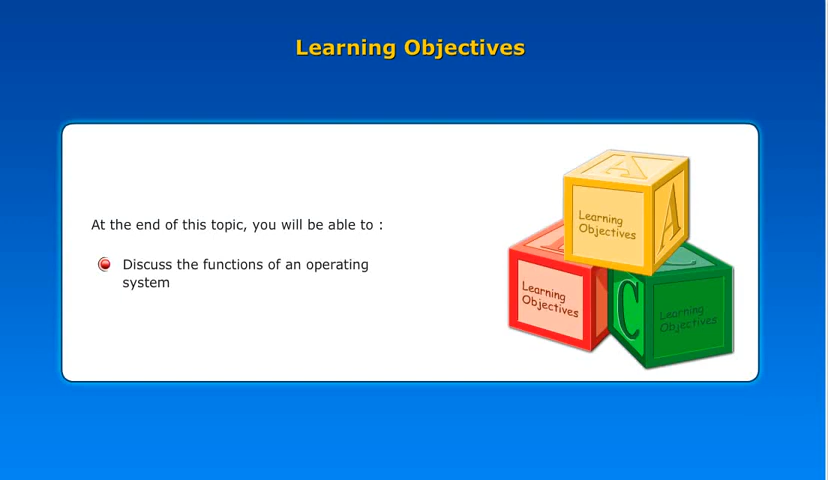 Learning Objectives
At the end of this topic, you will be able to :
Discuss the functions of an operating
system
A
A
Learning
Objectives
Learning
Objectives
C
Learning
Objectives